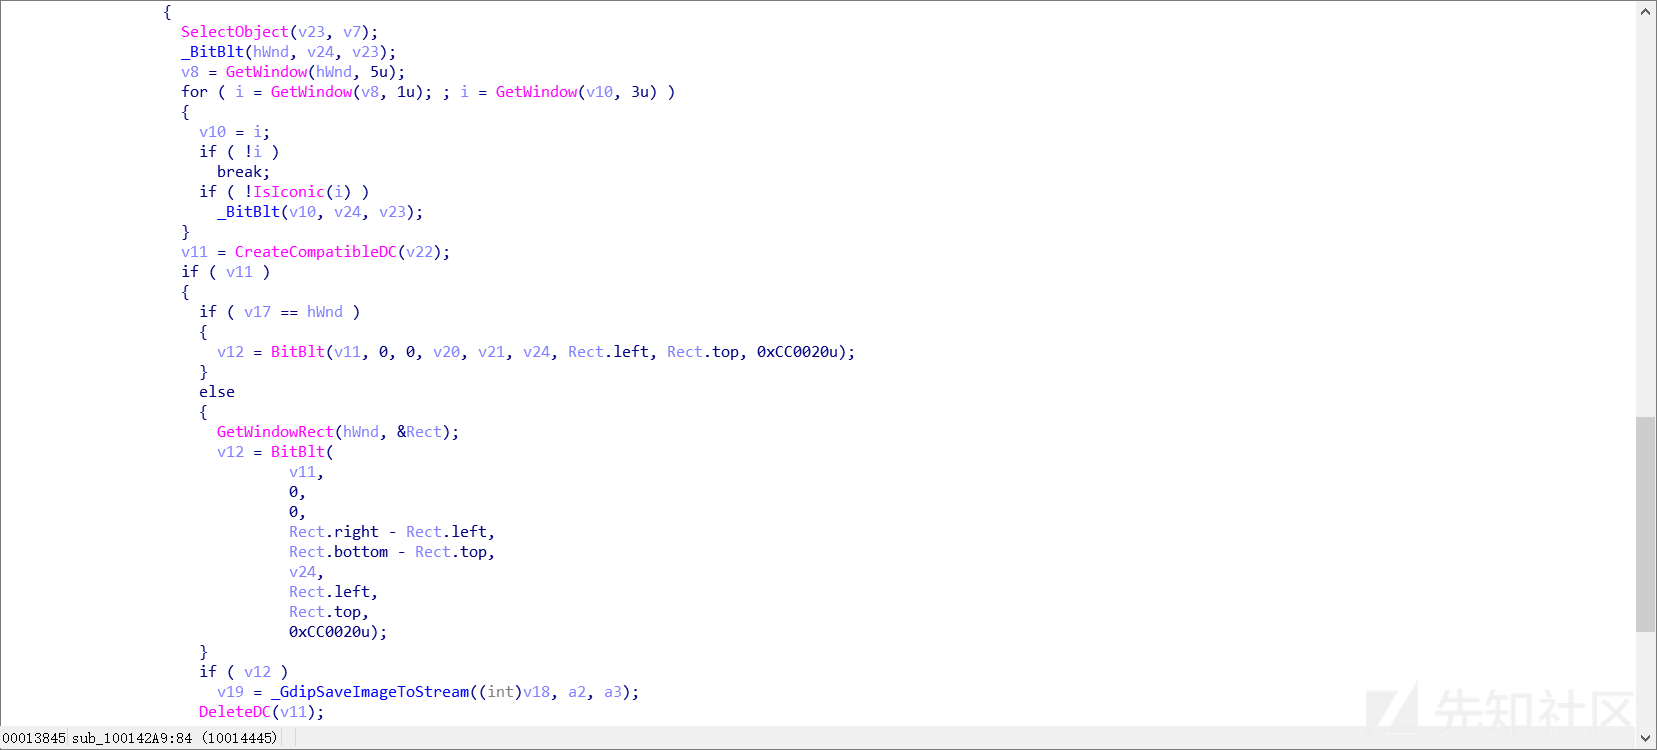 {
SelectObject(v23, v7);
_BitBlt(hWnd, v24, v23);
v8 = GetWindow(hWnd, 5u);
for ( i = GetWindow(v8, 1u); ; i = GetWindow(v10, 3u) )
{
v10 = i;
if ( !i )
break;
if ( !IsIconic(i) )
_BitBlt(v10, v24, v23);
}
v11 = CreateCompatibleDC(v22);
if ( v11 )
{
if ( v17 == hWnd )
{
v12 = BitBlt(v11, 0, 0, v20, v21, v24, Rect.left, Rect.top, 0xCC0020u);
}
else
{
GetWindowRect(hWnd, &Rect);
v12 = BitBlt(
v11,
0,
0,
Rect.right - Rect.left,
Rect.bottom - Rect.top,
v24,
Rect.left,
Rect.top,
0xCC0020u);
}
if ( v12 )
v19 = _GdipSaveImageToStream((int)v18, a2, a3);
DeleteDC(v11);
先知社区
00013845 sub_100142A9:84 (10014445)